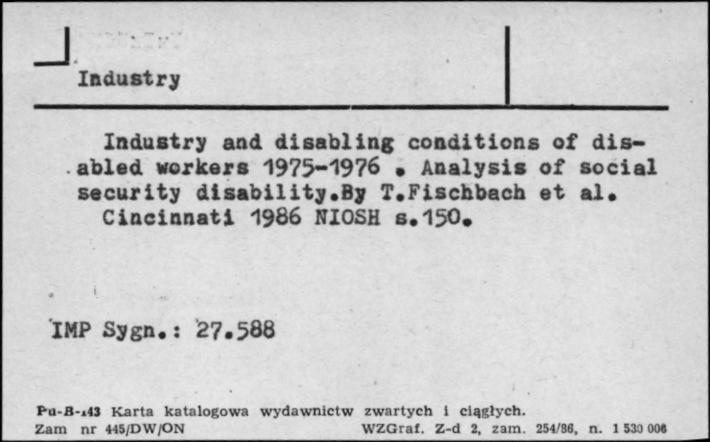 Industry
Industry and disabling conditions of dis-
abled workers 1975-1976 . Analysis of social
security disability.By T.Fischbach et al.
Cincinnati 1986 NIOSH s.150.
IMP Sygn.: 27.588
Pu-B-143 Karta katalogowa wydawnictw zwartych i ciągłych.
Zam nr 445/DW/ON WZGraf. Z-d 2, zam. 254/86, n. 1 530 006